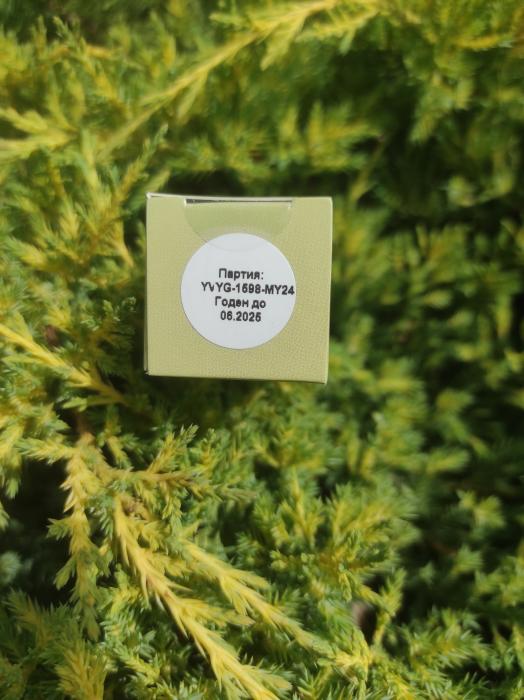 Партия:
YVYG-1598-MY24
Годен до
06.2025